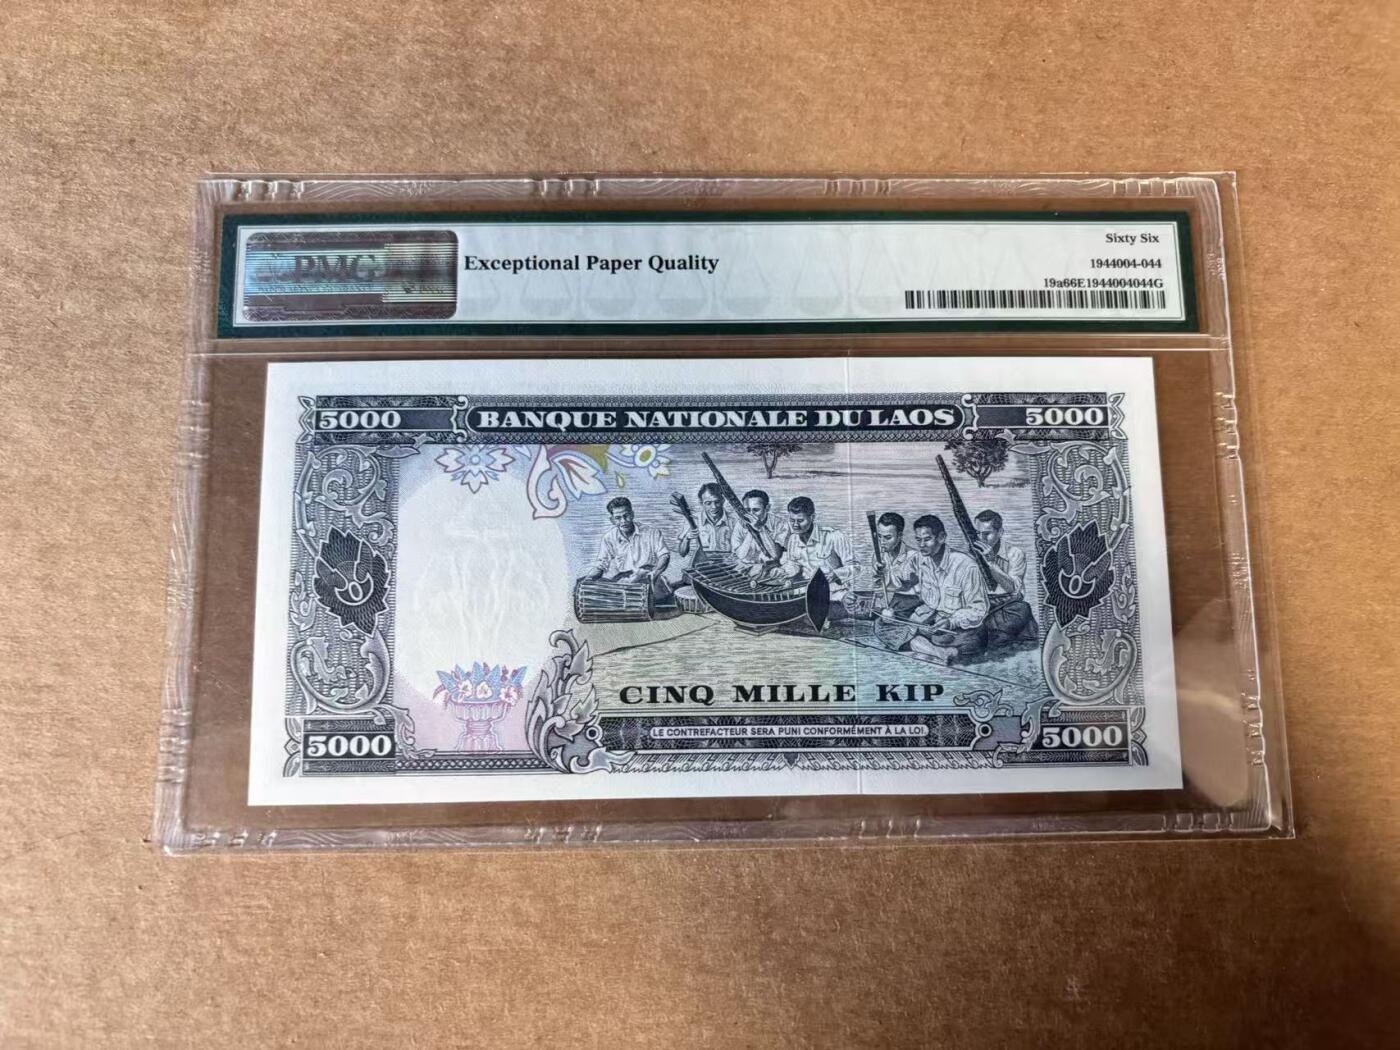 PMG
Exceptional Paper Quality
Sixty Six
1944004-044
19a66E1944004044G
5000 BANQUE NATIONALE DU LAOS 5000
CINQ MILLE KIP
LE CONTREFACTEUR SERA PUNI CONFORMÉMENT À LA LOI.
5000 5000